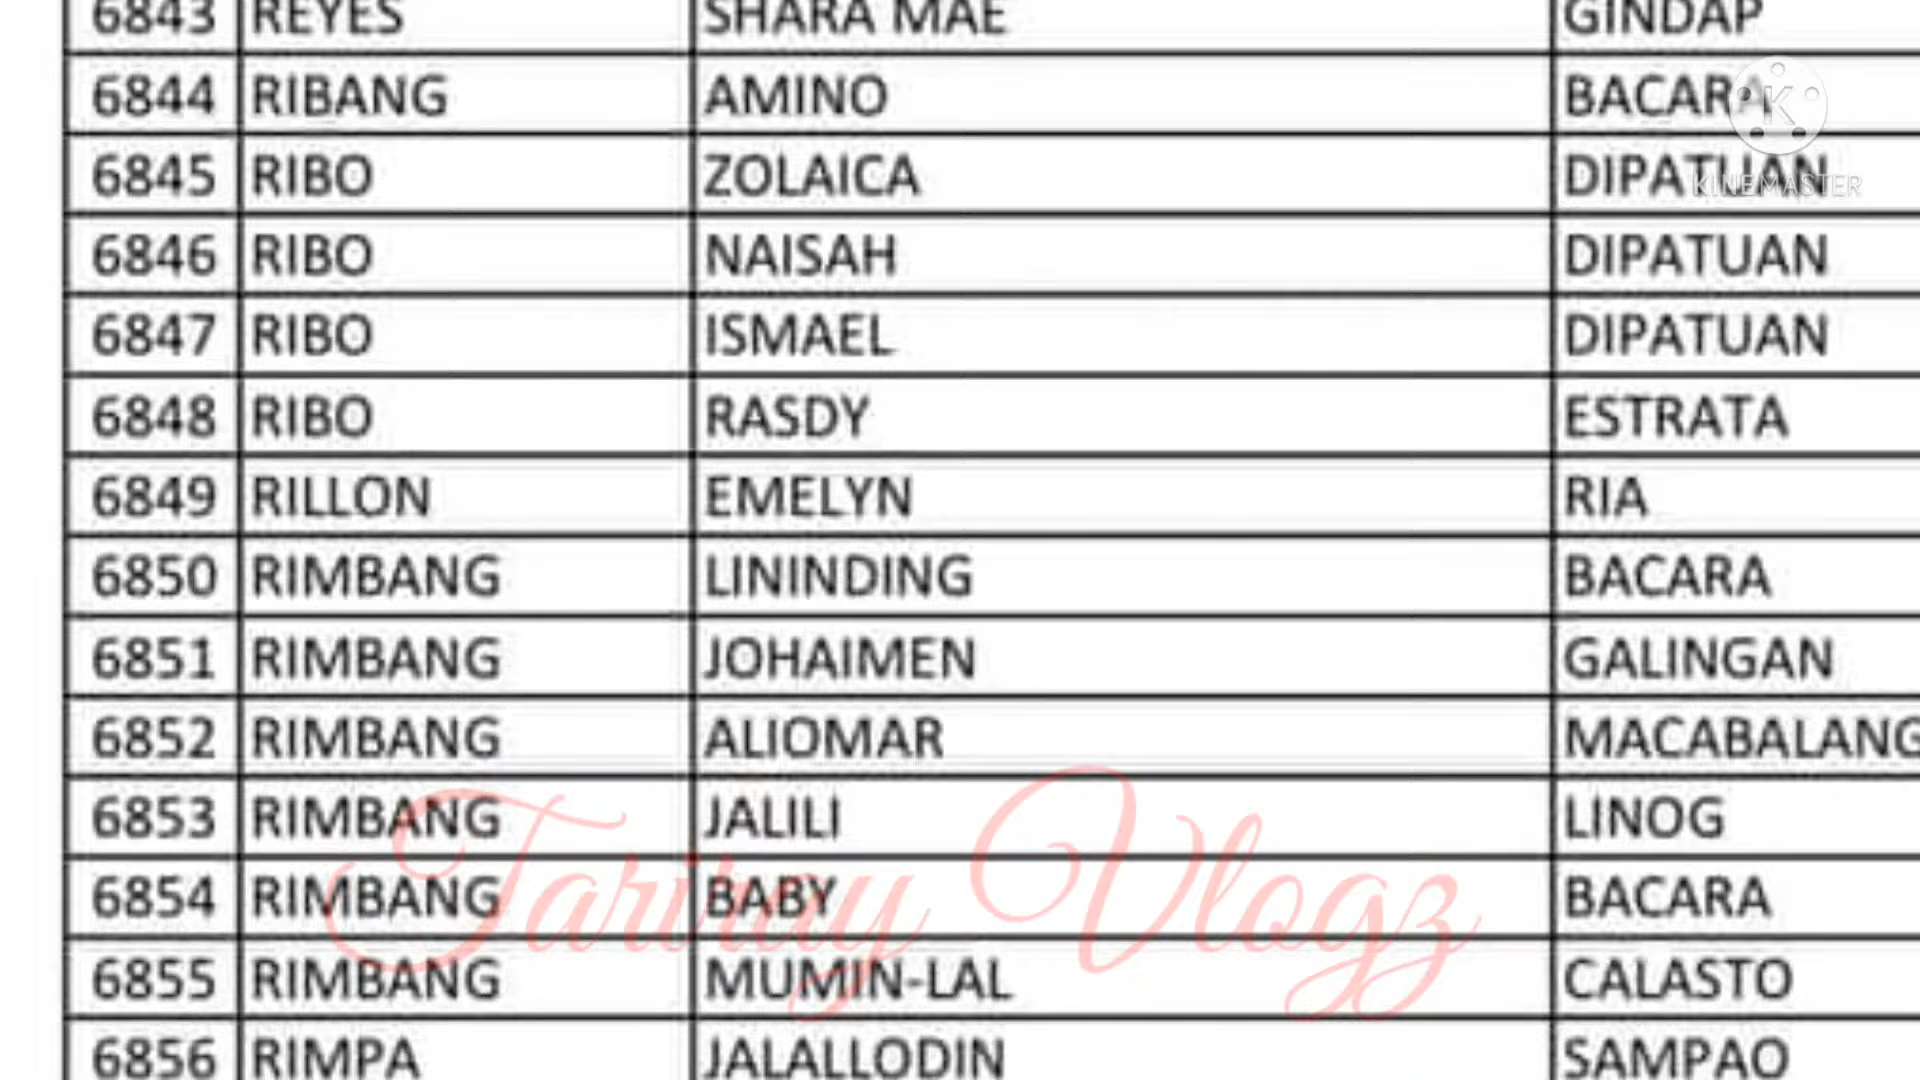 6843 REYES SHARA MAE GINDAP
6844 RIBANG AMINO BACARA
6845 RIBO ZOLAICA DIPATUAN
KINEMASTER
6846 RIBO NAISAH DIPATUAN
6847 RIBO ISMAEL DIPATUAN
6848 RIBO RASDY ESTRATA
6849 RILLON EMELYN RIA
6850 RIMBANG LININDING BACARA
6851 RIMBANG JOHAIMEN GALINGAN
6852 RIMBANG ALIOMAR MACABALANG
6853 RIMBANG JALILI LINOG
6854 RIMBANG BABY BACARA
Tariray Vlogz
6855 RIMBANG MUMIN-LAL CALASTO
6856 RIMPA JALALLODIN SAMPAO